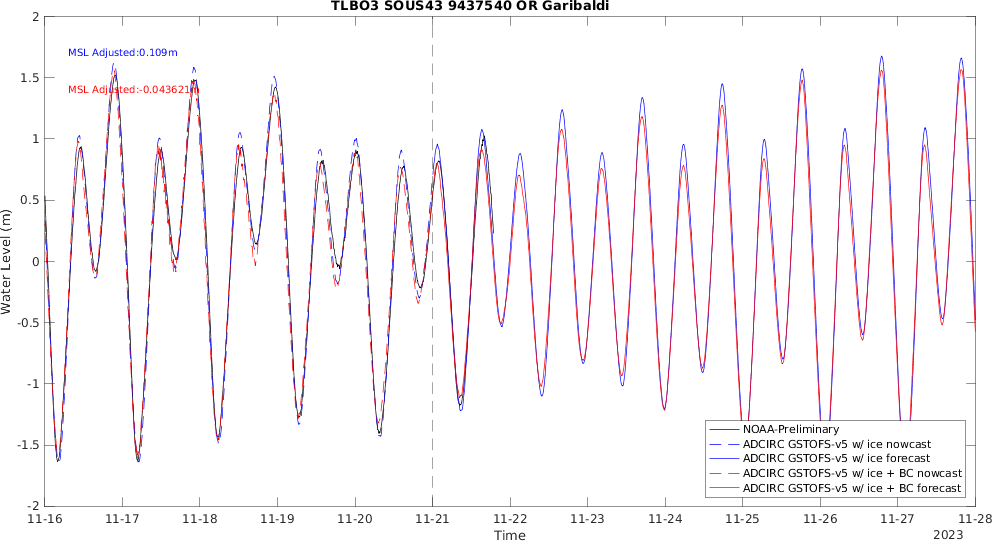 TLBO3 SOUS43 9437540 OR Garibaldi
MSL Adjusted:0.109m
MSL Adjusted:-0.043621m
Water Level (m)
2
1.5
1
0.5
0
-0.5
-1
-1.5
-2
NOAA-Preliminary
ADCIRC GSTOFS-v5 w/ ice nowcast
ADCIRC GSTOFS-v5 w/ ice forecast
ADCIRC GSTOFS-v5 w/ ice + BC nowcast
ADCIRC GSTOFS-v5 w/ ice + BC forecast
11-16 11-17 11-18 11-19 11-20 11-21 11-22 11-23 11-24 11-25 11-26 11-27 11-28
Time
2023